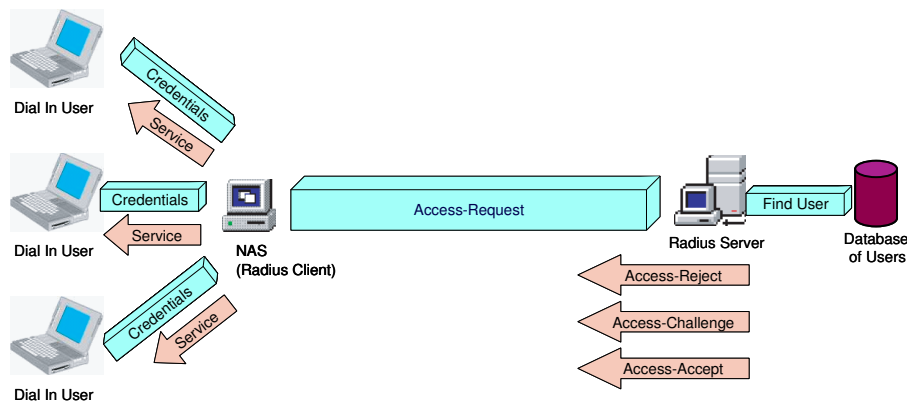 Dial In User
Credentials
Service
Dial In User
Credentials
Service
Dial In User
Credentials
Service
NAS
(Radius Client)
Access-Request
Radius Server
Find User
Database
of Users
Access-Reject
Access-Challenge
Access-Accept